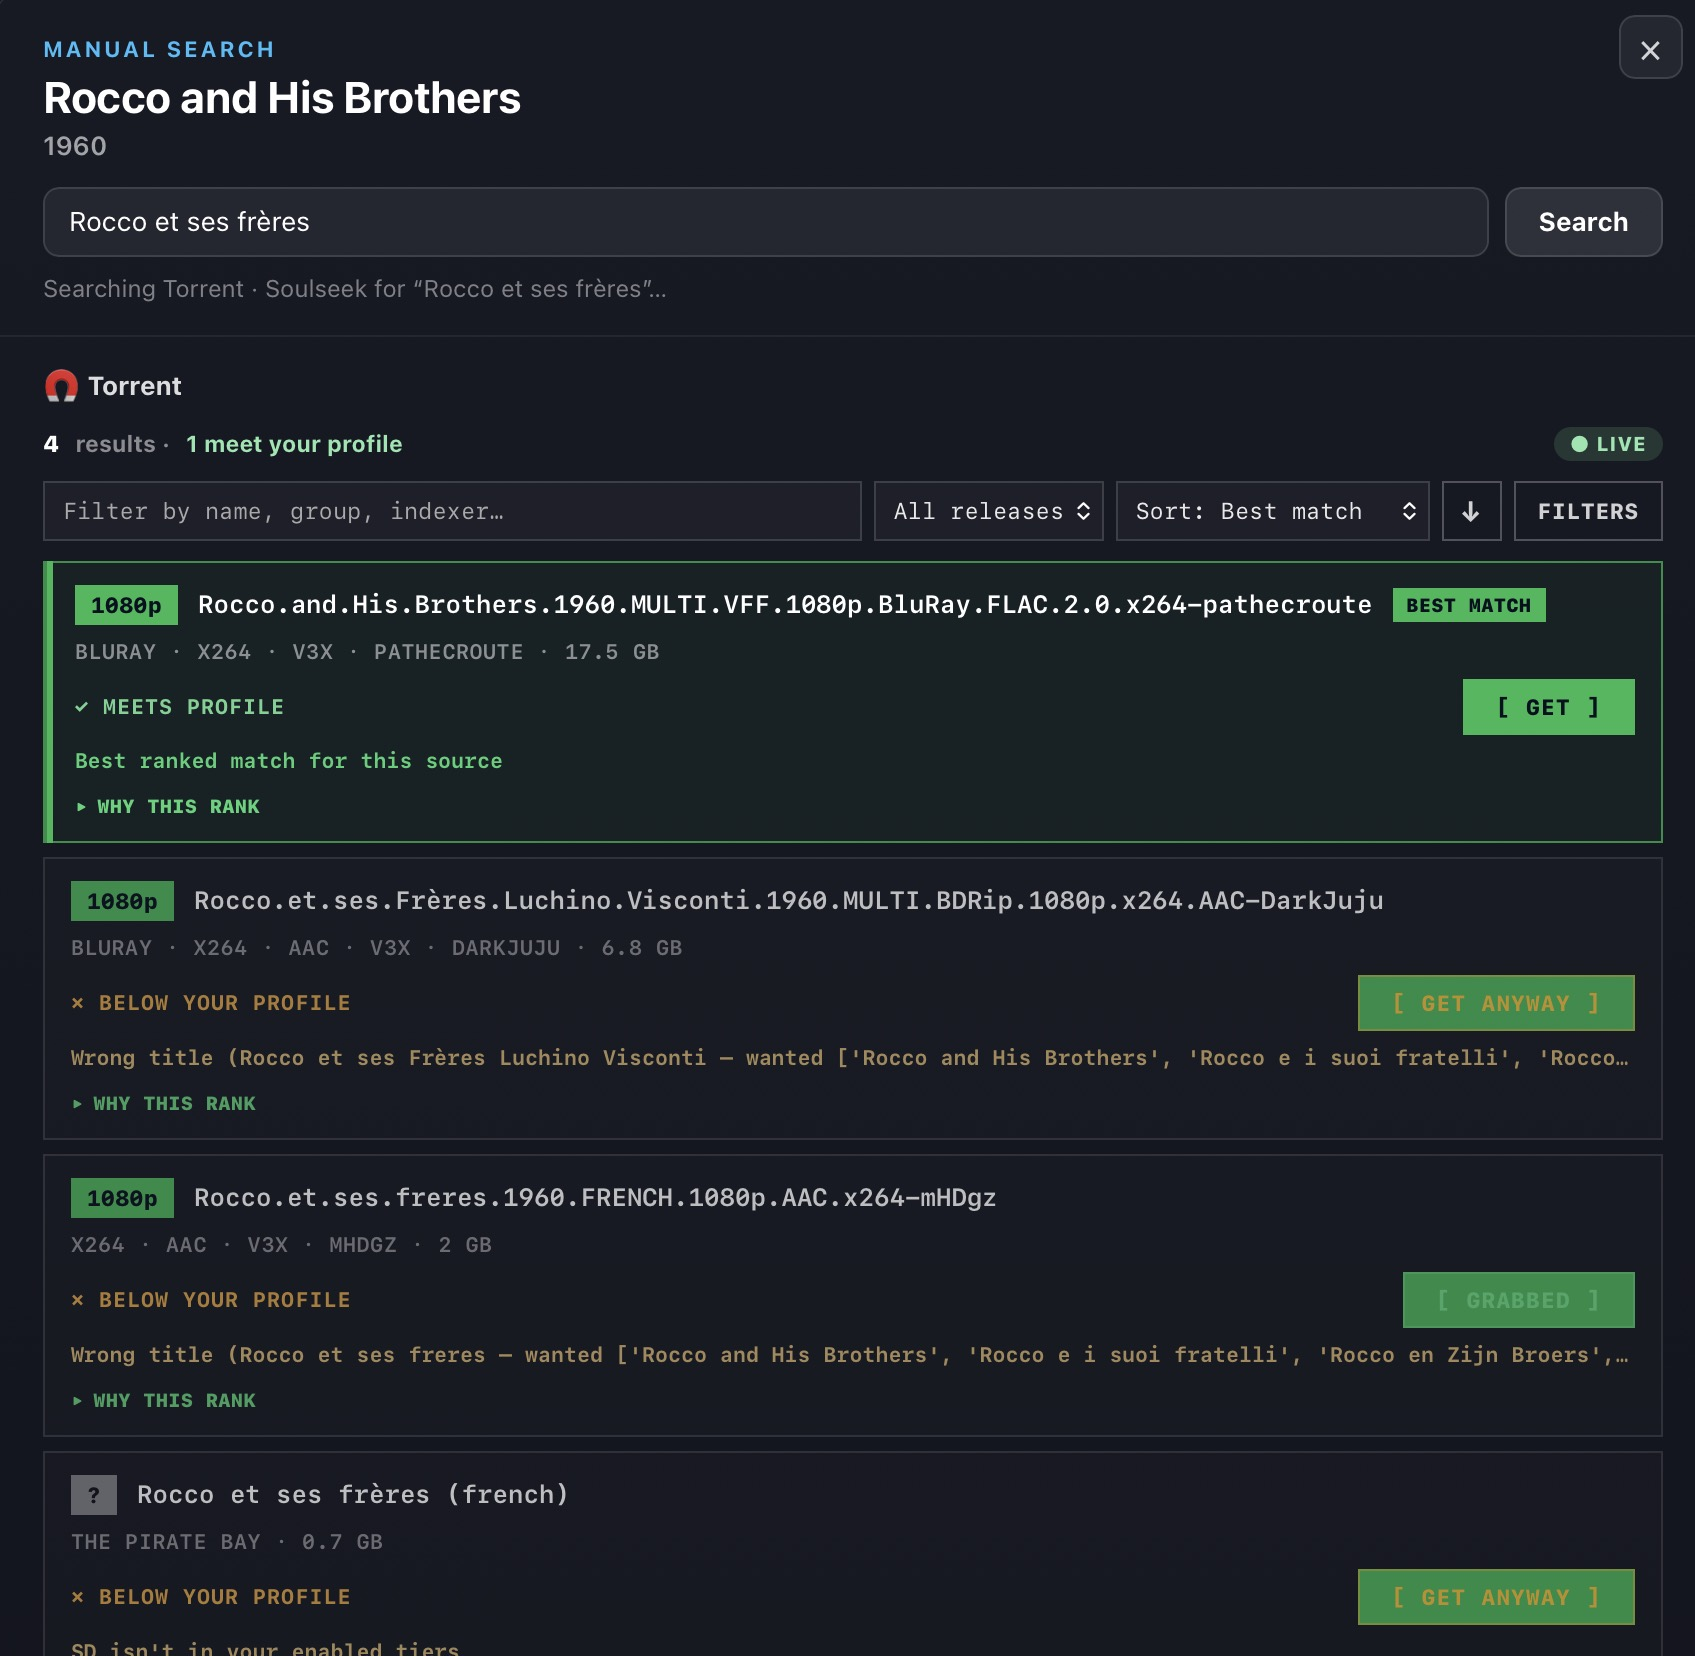 MANUAL SEARCH
Rocco and His Brothers
1960
Rocco et ses frères
Search
Searching Torrent · Soulseek for “Rocco et ses frères”…
Torrent
4 results · 1 meet your profile
LIVE
Filter by name, group, indexer…
All releases
Sort: Best match
↓
FILTERS
1080p Rocco.and.His.Brothers.1960.MULTI.VFF.1080p.BluRay.FLAC.2.0.x264-pathecroute BEST MATCH
BLURAY · X264 · V3X · PATHECROUTE · 17.5 GB
✓ MEETS PROFILE
[ GET ]
Best ranked match for this source
▸ WHY THIS RANK
1080p Rocco.et.ses.Frères.Luchino.Visconti.1960.MULTI.BDRip.1080p.x264.AAC-DarkJuju
BLURAY · X264 · AAC · V3X · DARKJUJU · 6.8 GB
× BELOW YOUR PROFILE
[ GET ANYWAY ]
Wrong title (Rocco et ses Frères Luchino Visconti — wanted ['Rocco and His Brothers', 'Rocco e i suoi fratelli', 'Rocco…
▸ WHY THIS RANK
1080p Rocco.et.ses.freres.1960.FRENCH.1080p.AAC.x264-mHDgz
X264 · AAC · V3X · MHDGZ · 2 GB
× BELOW YOUR PROFILE
[ GRABBED ]
Wrong title (Rocco et ses freres — wanted ['Rocco and His Brothers', 'Rocco e i suoi fratelli', 'Rocco en Zijn Broers',…
▸ WHY THIS RANK
? Rocco et ses frères (french)
THE PIRATE BAY · 0.7 GB
× BELOW YOUR PROFILE
[ GET ANYWAY ]
SD isn't in your enabled tiers